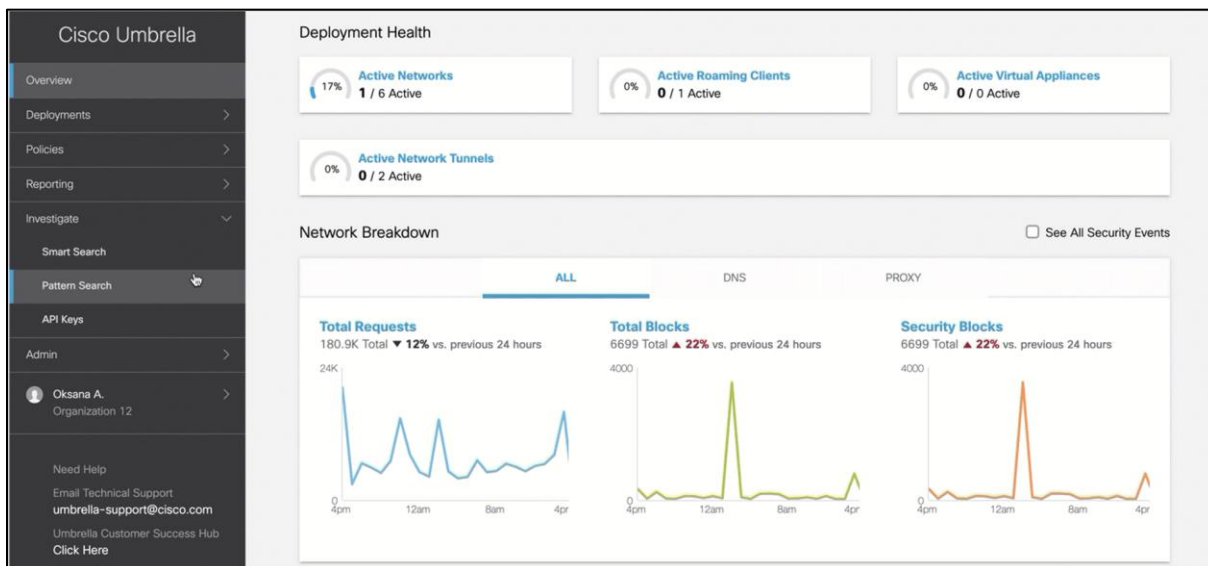 Cisco Umbrella
Overview
Deployments
Policies
Reporting
Investigate
Smart Search
Pattern Search
API Keys
Admin
Oksana A.
Organization 12
Need Help
Email Technical Support
umbrella-support@cisco.com
Umbrella Customer Success Hub
Click Here
Deployment Health
17%
Active Networks
1 / 6 Active
0%
Active Roaming Clients
0 / 1 Active
0%
Active Virtual Appliances
0 / 0 Active
0%
Active Network Tunnels
0 / 2 Active
Network Breakdown
See All Security Events
ALL DNS PROXY
Total Requests
180.9K Total ▼ 12% vs. previous 24 hours
24K
0
4pm 12am 8am 4pr
Total Blocks
6699 Total ▲ 22% vs. previous 24 hours
4000
0
4pm 12am 8am 4pr
Security Blocks
6699 Total ▲ 22% vs. previous 24 hours
4000
0
4pm 12am 8am 4pr